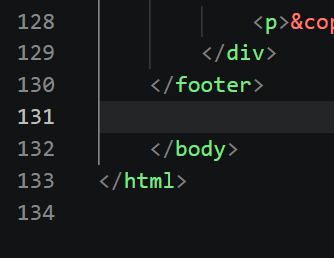 128 <p>&cop
129 </div>
130 </footer>
131
132 </body>
133 </html>
134